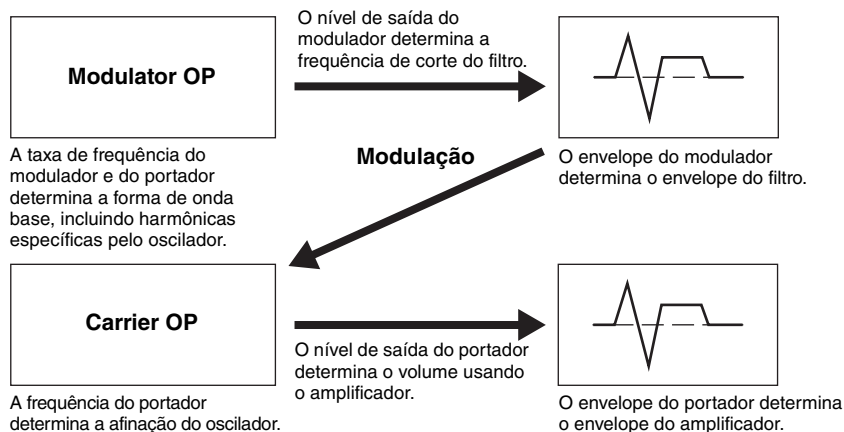 O nível de saída do
modulador determina a
frequência de corte do filtro.
Modulator OP
A taxa de frequência do
modulador e do portador
determina a forma de onda
base, incluindo harmônicas
específicas pelo oscilador.
Modulação
O envelope do modulador
determina o envelope do filtro.
Carrier OP
O nível de saída do portador
determina o volume usando
o amplificador.
A frequência do portador
determina a afinação do oscilador.
O envelope do portador determina
o envelope do amplificador.